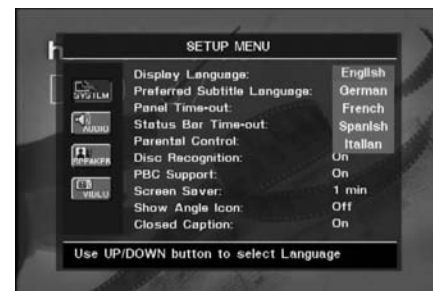 h
SETUP MENU
SYSTEM
AUDIO
SPEAKER
VIDEO
Display Language: English
Preferred Subtitle Language: German
Panel Time-out: French
Status Bar Time-out: Spanish
Parental Control: Italian
Disc Recognition: On
PBC Support: On
Screen Saver: 1 min
Show Angle Icon: Off
Closed Caption: On
Use UP/DOWN button to select Language